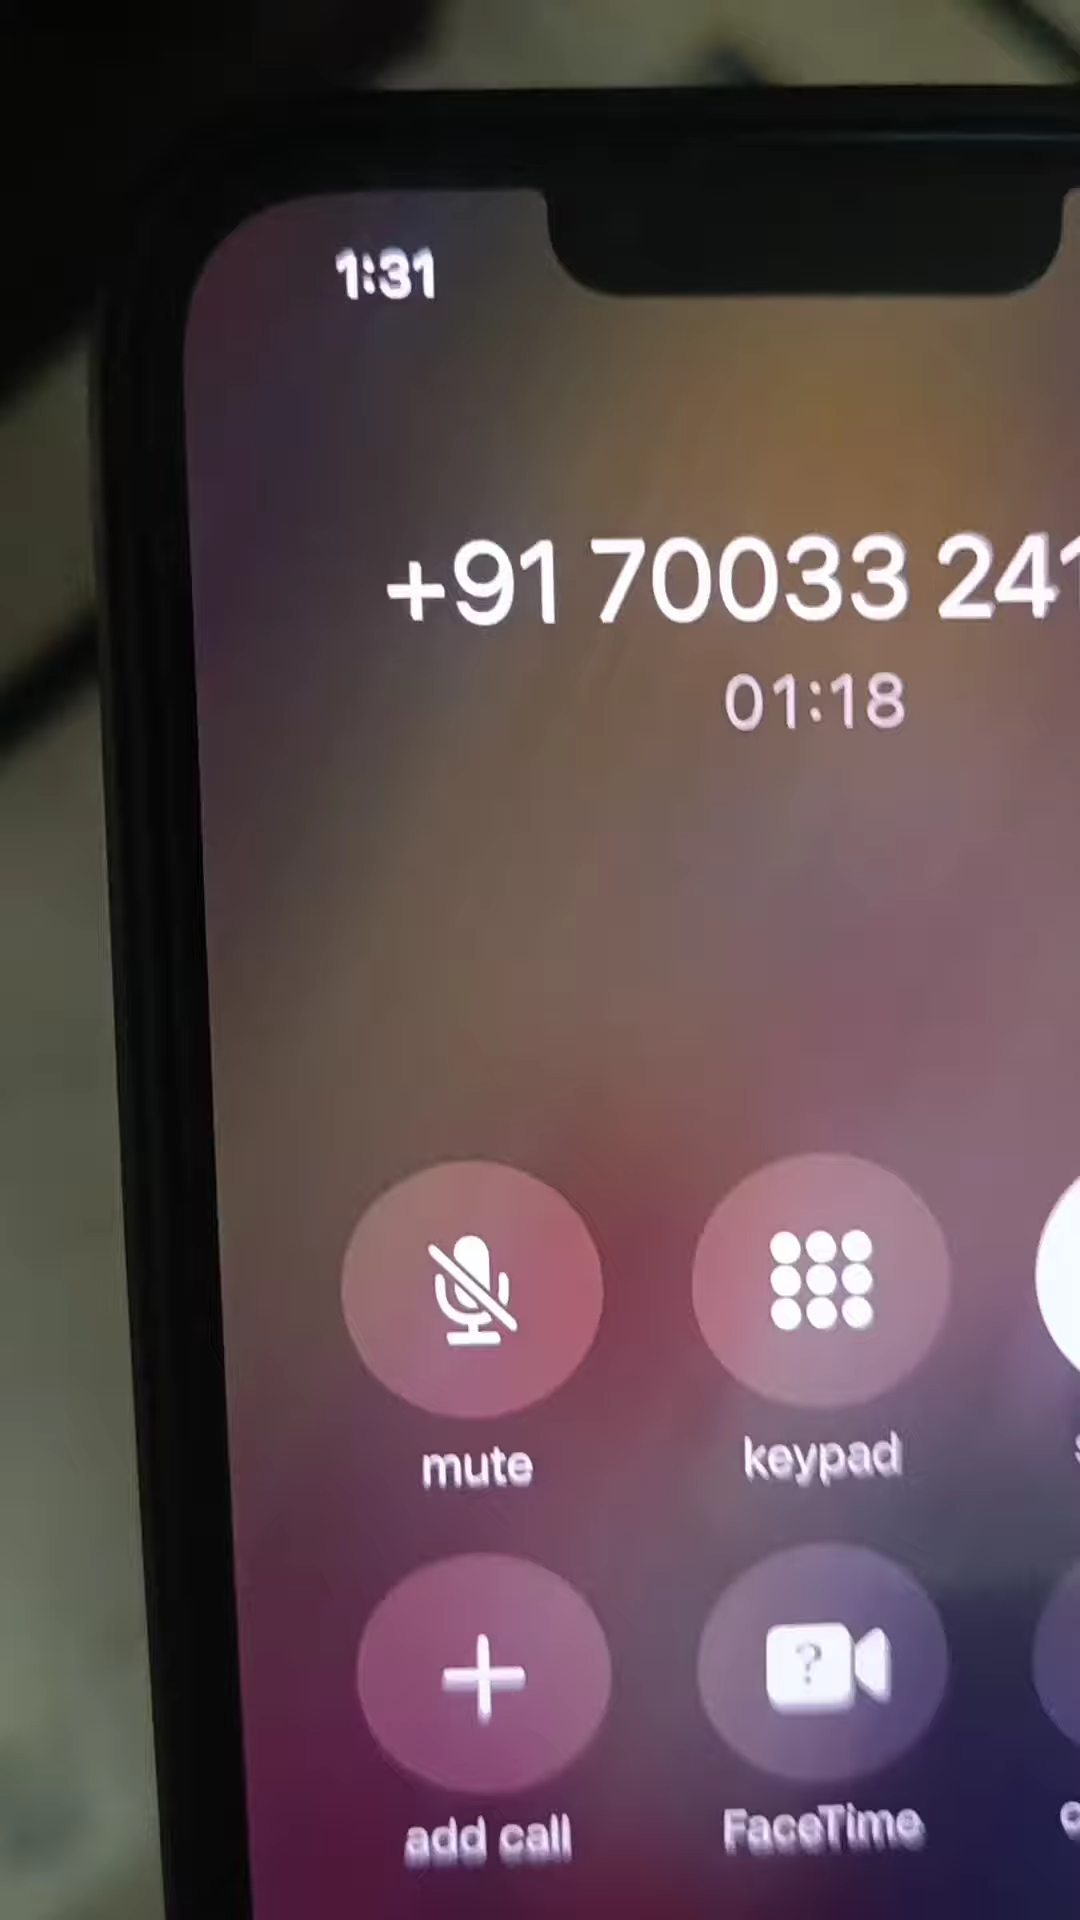 1:31
+91 70033 241
01:18
mute
keypad
add call
FaceTime